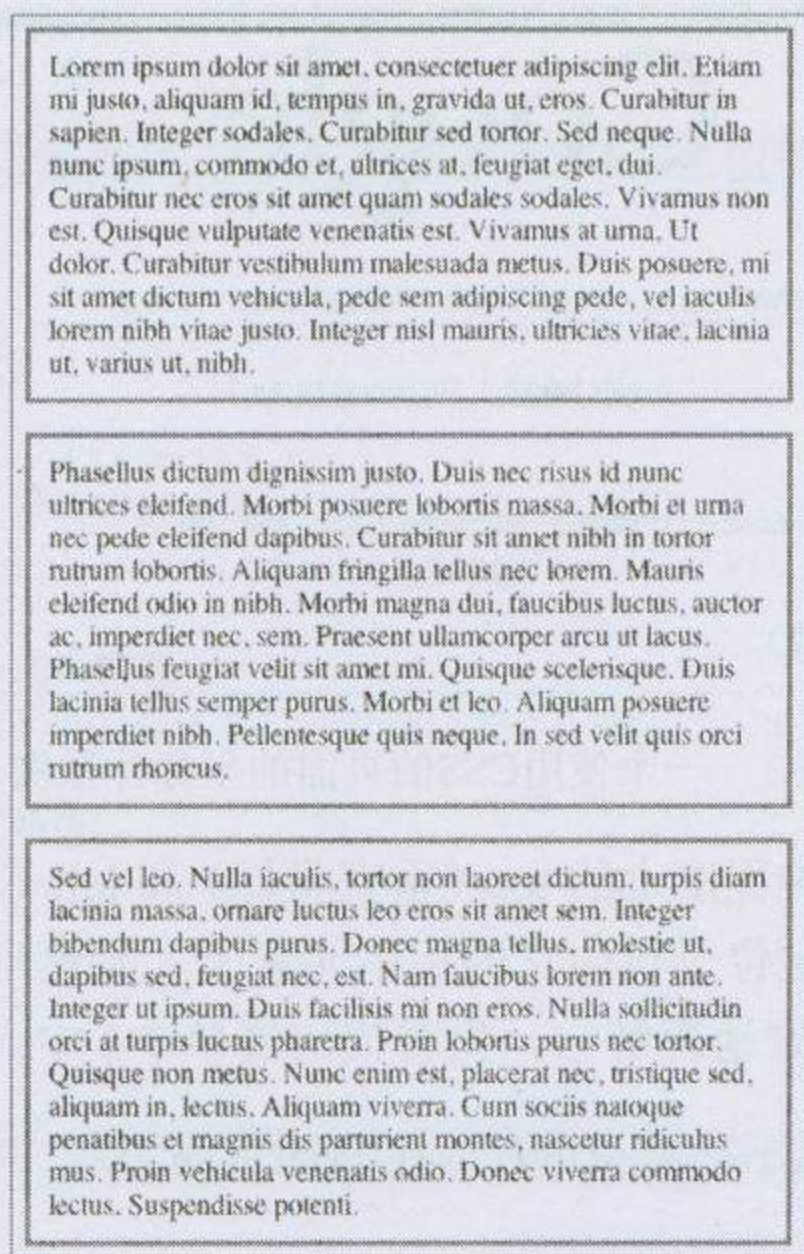 Lorem ipsum dolor sit amet, consectetuer adipiscing elit. Etiam
mi justo, aliquam id, tempus in, gravida ut, eros. Curabitur in
sapien. Integer sodales. Curabitur sed tortor. Sed neque. Nulla
nunc ipsum, commodo et, ultrices at, feugiat eget, dui.
Curabitur nec eros sit amet quam sodales sodales. Vivamus non
est. Quisque vulputate venenatis est. Vivamus at urna. Ut
dolor. Curabitur vestibulum malesuada metus. Duis posuere, mi
sit amet dictum vehicula, pede sem adipiscing pede, vel iaculis
lorem nibh vitae justo. Integer nisl mauris, ultricies vitae, lacinia
ut, varius ut, nibh.
Phasellus dictum dignissim justo. Duis nec risus id nunc
ultrices eleifend. Morbi posuere lobortis massa. Morbi et urna
nec pede eleifend dapibus. Curabitur sit amet nibh in tortor
rutrum lobortis. Aliquam fringilla tellus nec lorem. Mauris
eleifend odio in nibh. Morbi magna dui, faucibus luctus, auctor
ac, imperdiet nec, sem. Praesent ullamcorper arcu ut lacus.
Phasellus feugiat velit sit amet mi. Quisque scelerisque. Duis
lacinia tellus semper purus. Morbi et leo. Aliquam posuere
imperdiet nibh. Pellentesque quis neque. In sed velit quis orci
rutrum rhoncus.
Sed vel leo. Nulla iaculis, tortor non laoreet dictum, turpis diam
lacinia massa, ornare luctus leo eros sit amet sem. Integer
bibendum dapibus purus. Donec magna tellus, molestie ut,
dapibus sed, feugiat nec, est. Nam faucibus lorem non ante.
Integer ut ipsum. Duis facilisis mi non eros. Nulla sollicitudin
orci at turpis luctus pharetra. Proin lobortis purus nec tortor.
Quisque non metus. Nunc enim est, placerat nec, tristique sed,
aliquam in, lectus. Aliquam viverra. Cum sociis natoque
penatibus et magnis dis parturient montes, nascetur ridiculus
mus. Proin vehicula venenatis odio. Donec viverra commodo
lectus. Suspendisse potenti.